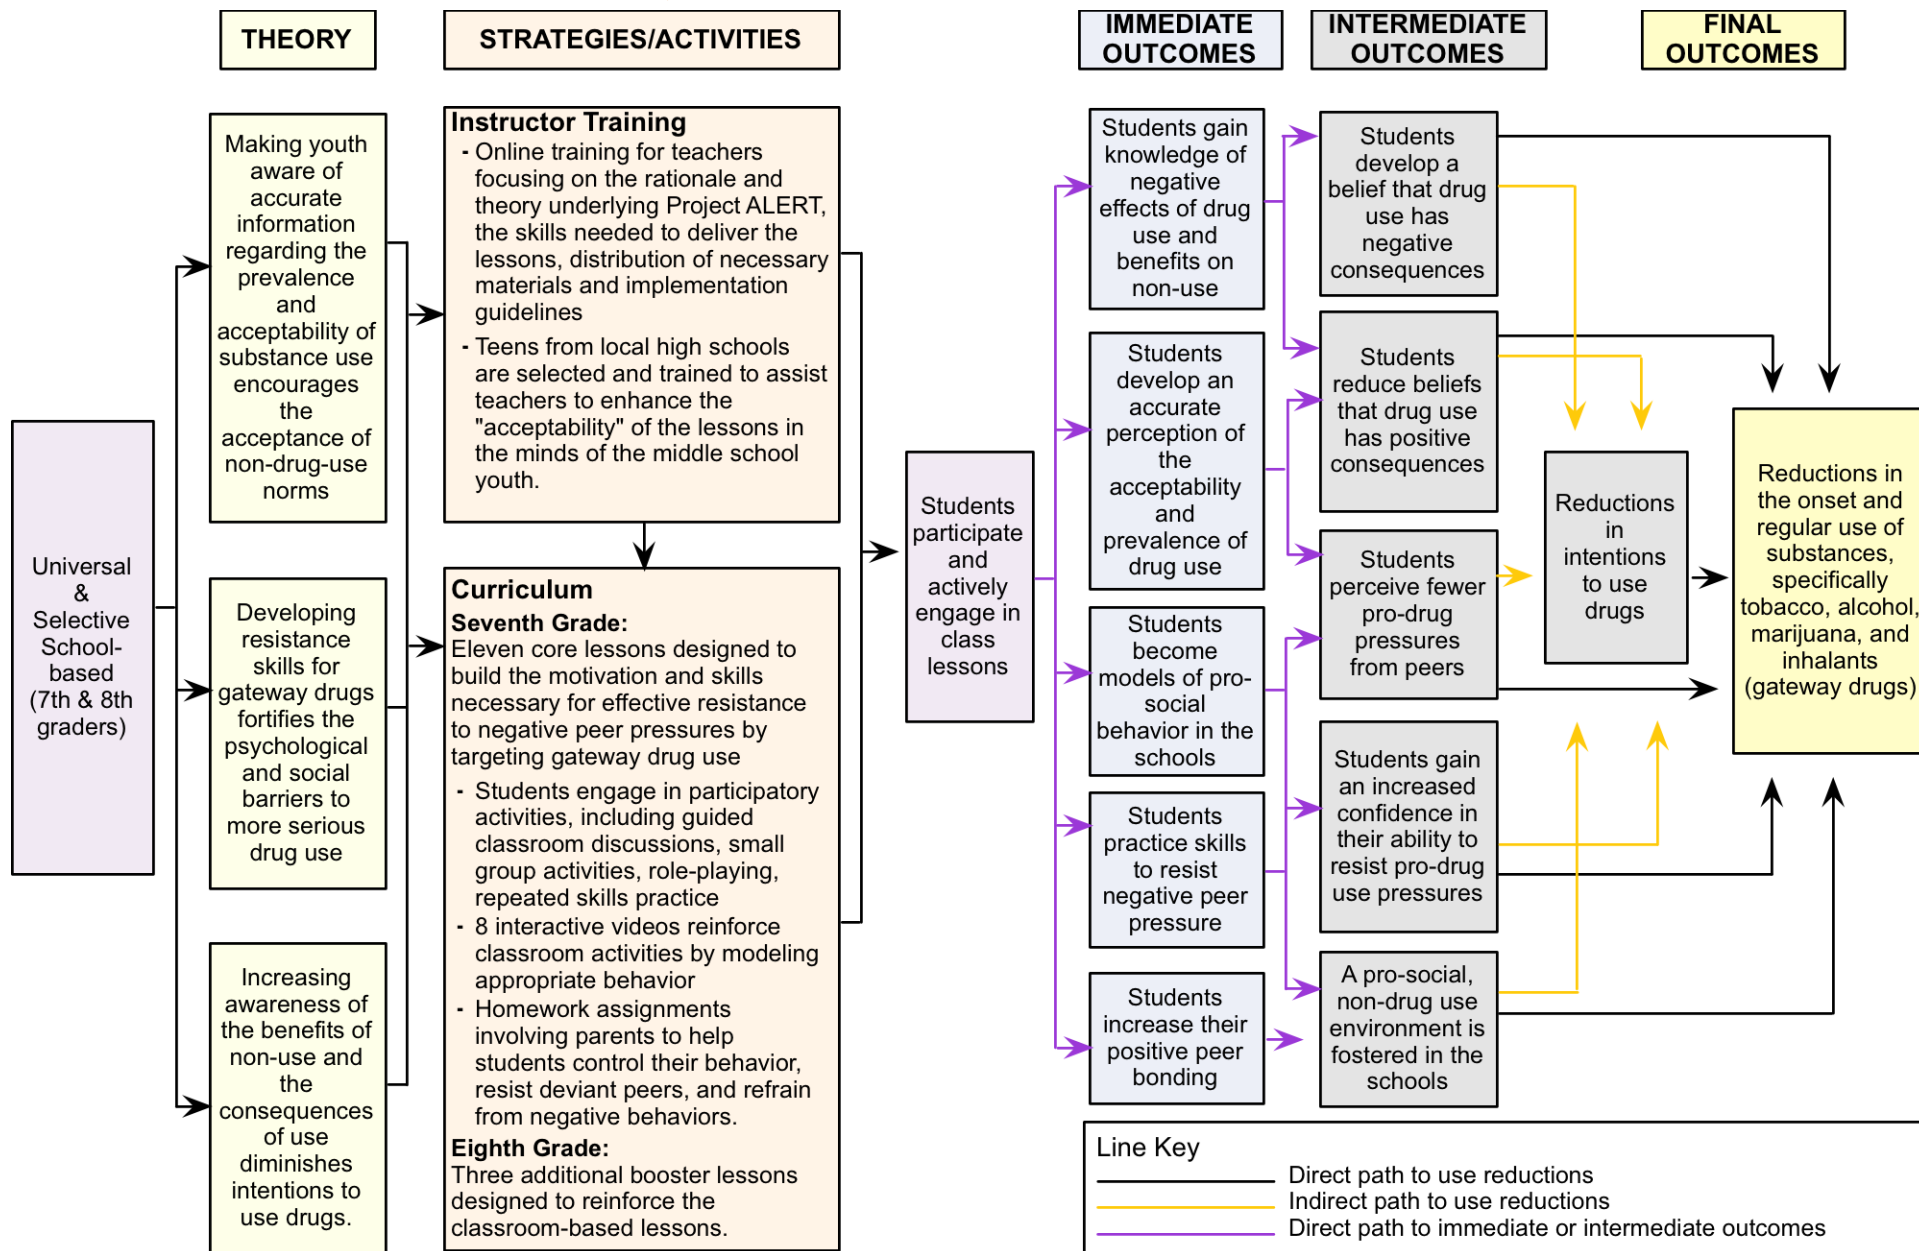 THEORY
STRATEGIES/ACTIVITIES
IMMEDIATE
OUTCOMES
INTERMEDIATE
OUTCOMES
FINAL
OUTCOMES
Universal
&
Selective
School-
based
(7th & 8th
graders)
Making youth
aware of
accurate
information
regarding the
prevalence
and
acceptability of
substance use
encourages
the
acceptance of
non-drug-use
norms
Developing
resistance
skills for
gateway drugs
fortifies the
psychological
and social
barriers to
more serious
drug use
Increasing
awareness of
the benefits of
non-use and
the
consequences
of use
diminishes
intentions to
use drugs.
Instructor Training
- Online training for teachers
focusing on the rationale and
theory underlying Project ALERT,
the skills needed to deliver the
lessons, distribution of necessary
materials and implementation
guidelines
- Teens from local high schools
are selected and trained to assist
teachers to enhance the
"acceptability" of the lessons in
the minds of the middle school
youth.
Curriculum
Seventh Grade:
Eleven core lessons designed to
build the motivation and skills
necessary for effective resistance
to negative peer pressures by
targeting gateway drug use
- Students engage in participatory
activities, including guided
classroom discussions, small
group activities, role-playing,
repeated skills practice
- 8 interactive videos reinforce
classroom activities by modeling
appropriate behavior
- Homework assignments
involving parents to help
students control their behavior,
resist deviant peers, and refrain
from negative behaviors.
Eighth Grade:
Three additional booster lessons
designed to reinforce the
classroom-based lessons.
Students
participate
and
actively
engage in
class
lessons
Students gain
knowledge of
negative
effects of drug
use and
benefits on
non-use
Students
develop an
accurate
perception of
the
acceptability
and
prevalence of
drug use
Students
become
models of pro-
social
behavior in the
schools
Students
practice skills
to resist
negative peer
pressure
Students
increase their
positive peer
bonding
Students
develop a
belief that drug
use has
negative
consequences
Students
reduce beliefs
that drug use
has positive
consequences
Students
perceive fewer
pro-drug
pressures
from peers
Students gain
an increased
confidence in
their ability to
resist pro-drug
use pressures
A pro-social,
non-drug use
environment is
fostered in the
schools
Reductions
in
intentions
to use
drugs
Reductions in
the onset and
regular use of
substances,
specifically
tobacco, alcohol,
marijuana, and
inhalants
(gateway drugs)
Line Key
Direct path to use reductions
Indirect path to use reductions
Direct path to immediate or intermediate outcomes